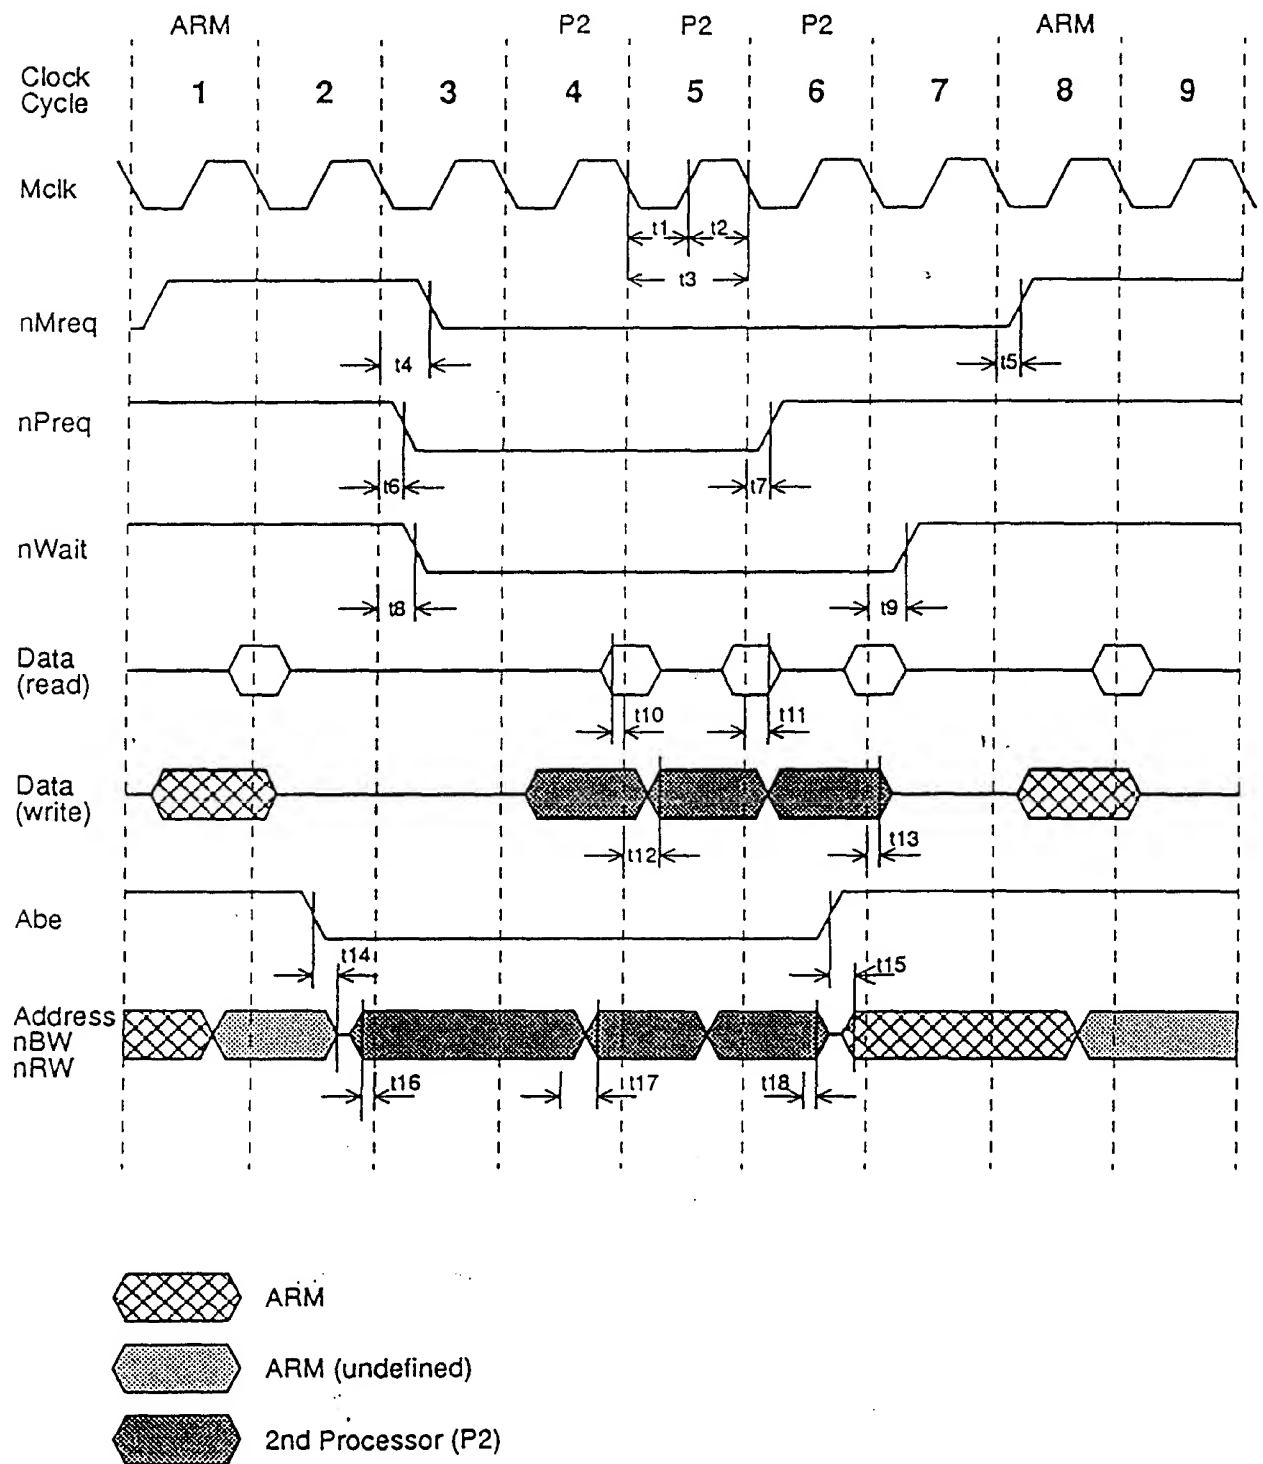 ARM P2 P2 P2 ARM
Clock
Cycle
1 2 3 4 5 6 7 8 9
Mclk
t1 t2
t3
nMreq
t4 t5
nPreq
t6 t7
nWait
t8 t9
Data
(read)
t10 t11
Data
(write)
t12 t13
Abe
t14 t15
Address
nBW
nRW
t16 t17 t18
ARM
ARM (undefined)
2nd Processor (P2)